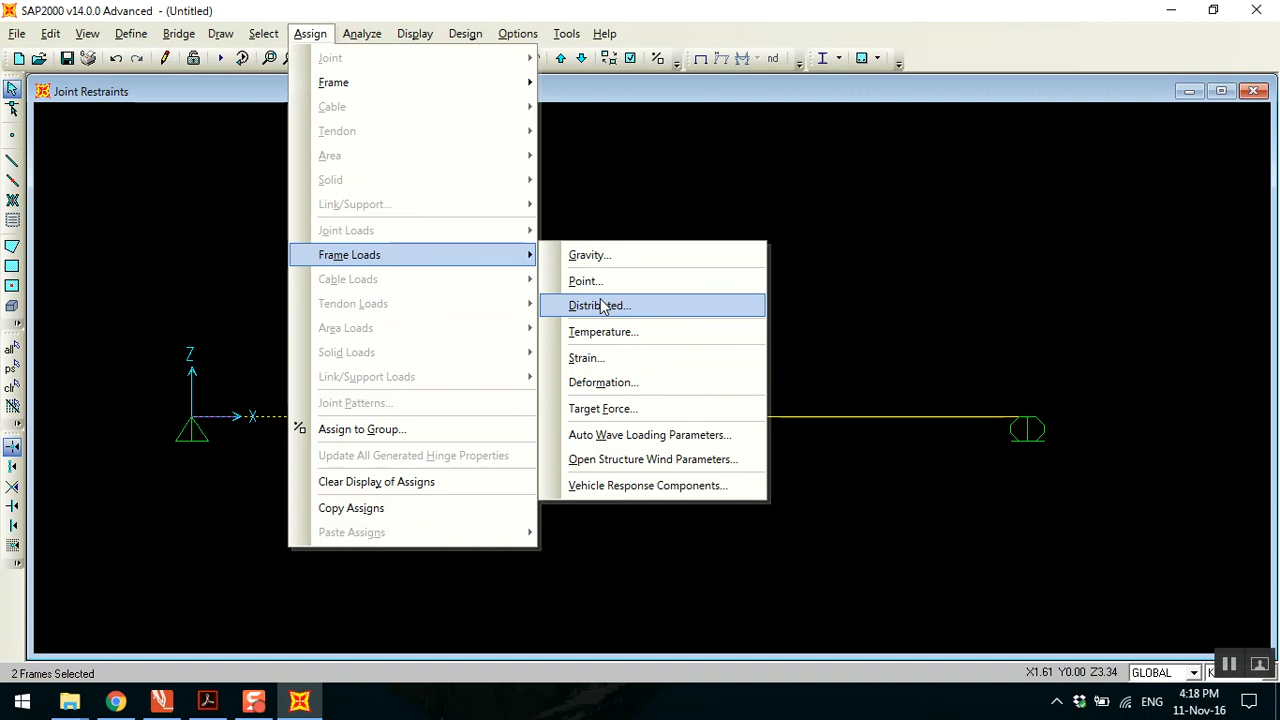 SAP2000 v14.0.0 Advanced - (Untitled)
File Edit View Define Bridge Draw Select Assign Analyze Display Design Options Tools Help
nd
Joint Restraints
Joint
Frame
Cable
Tendon
Area
Solid
Link/Support...
Joint Loads
Frame Loads
Cable Loads
Tendon Loads
Area Loads
Solid Loads
Link/Support Loads
Joint Patterns...
Assign to Group...
Update All Generated Hinge Properties
Clear Display of Assigns
Copy Assigns
Paste Assigns
Gravity...
Point...
Distributed...
Temperature...
Strain...
Deformation...
Target Force...
Auto Wave Loading Parameters...
Open Structure Wind Parameters...
Vehicle Response Components...
all
ps
clr
Z
X
2 Frames Selected
X1.61 Y0.00 Z3.34
GLOBAL
K
ENG
4:18 PM
11-Nov-16